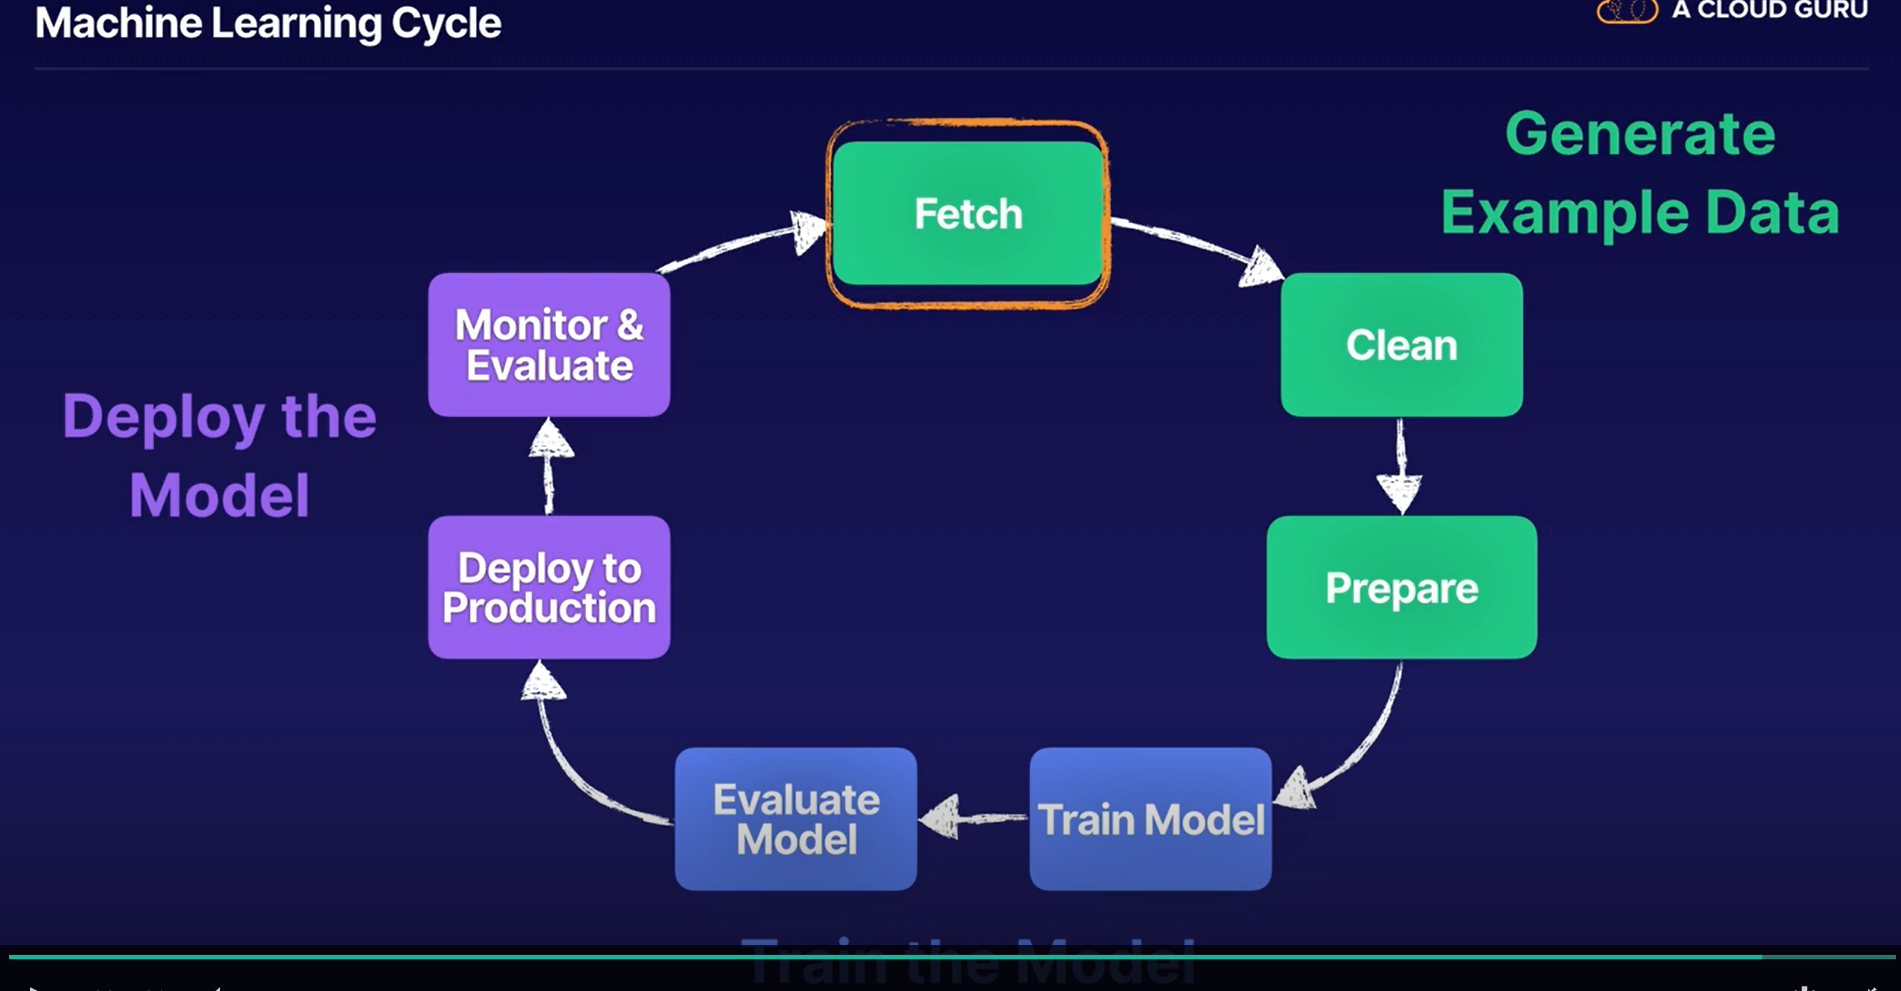 Machine Learning Cycle
A CLOUD GURU
Generate
Example Data
Fetch
Clean
Monitor &
Evaluate
Deploy the
Model
Deploy to
Production
Prepare
Evaluate
Model
Train Model
Train the Model